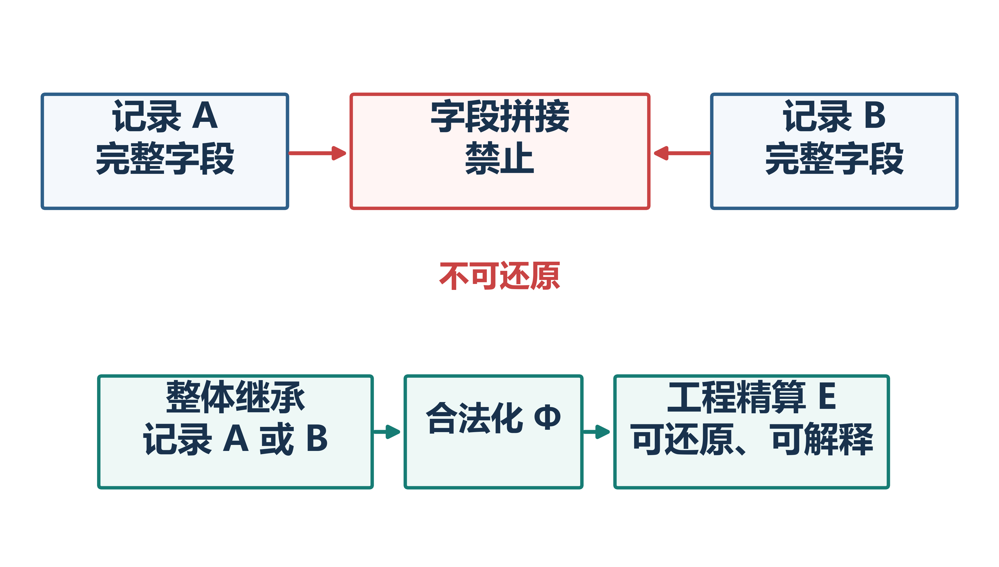 记录 A
完整字段
字段拼接
禁止
记录 B
完整字段
不可还原
整体继承
记录 A 或 B
合法化 Φ
工程精算 E
可还原、可解释